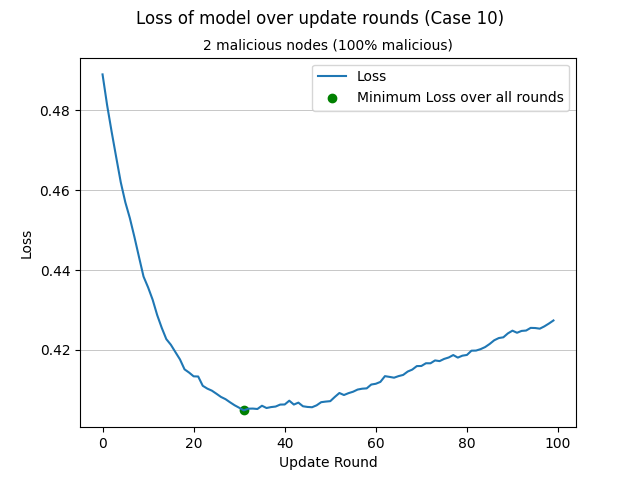 Loss of model over update rounds (Case 10)
2 malicious nodes (100% malicious)
Loss
Minimum Loss over all rounds
0.48
0.46
0.44
0.42
Loss
0
20
40
60
80
100
Update Round